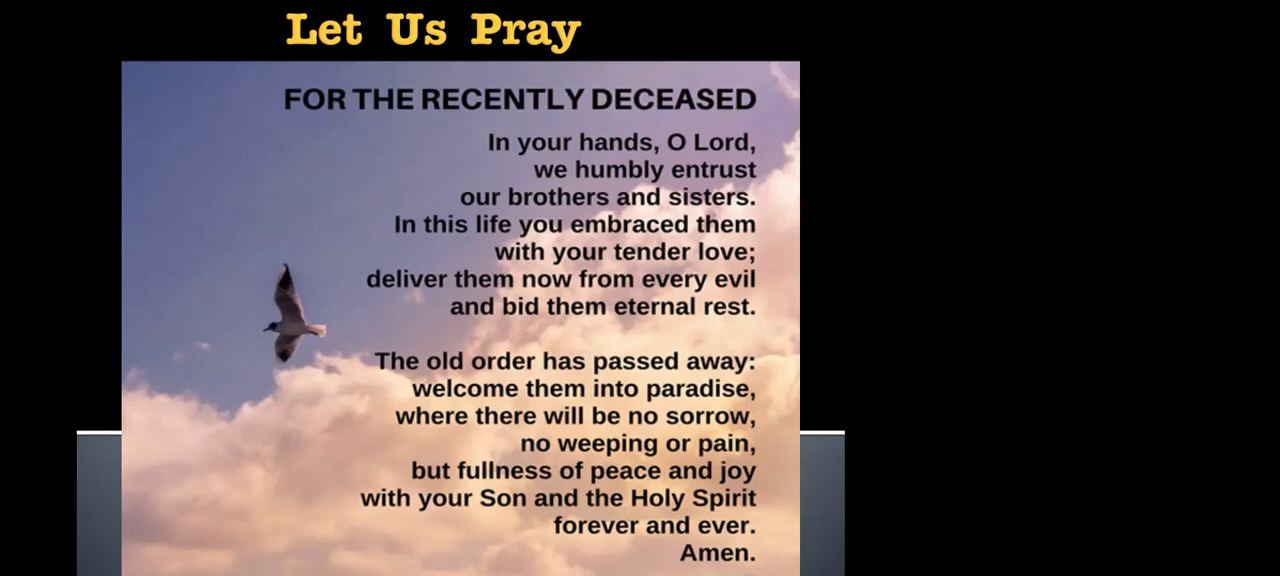 Let Us Pray
FOR THE RECENTLY DECEASED
In your hands, O Lord,
we humbly entrust
our brothers and sisters.
In this life you embraced them
with your tender love;
deliver them now from every evil
and bid them eternal rest.
The old order has passed away:
welcome them into paradise,
where there will be no sorrow,
no weeping or pain,
but fullness of peace and joy
with your Son and the Holy Spirit
forever and ever.
Amen.